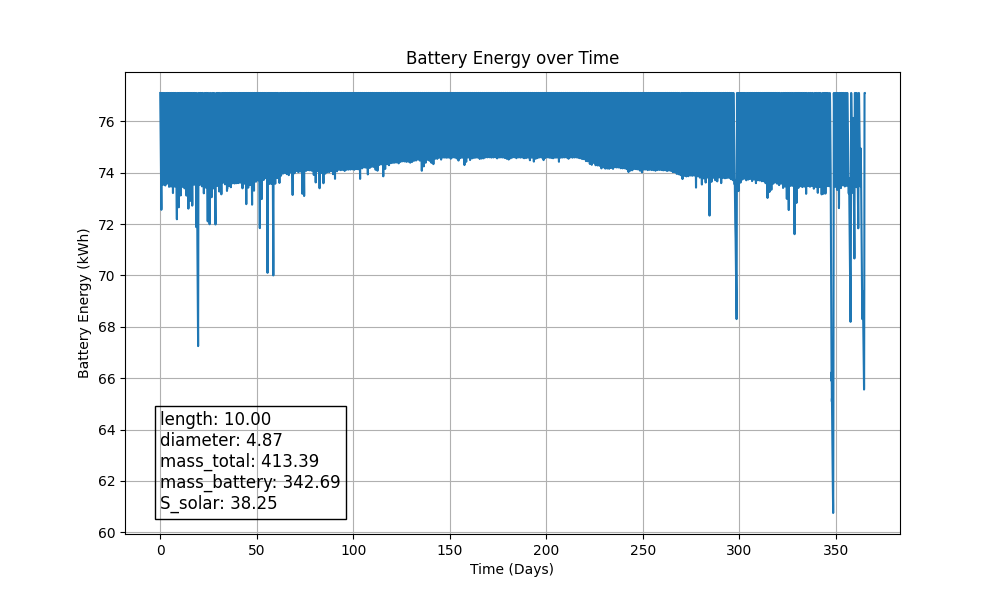 Battery Energy over Time
Battery Energy (kWh)
76
74
72
70
68
66
64
62
60
length: 10.00
diameter: 4.87
mass_total: 413.39
mass_battery: 342.69
S_solar: 38.25
0 50 100 150 200 250 300 350
Time (Days)